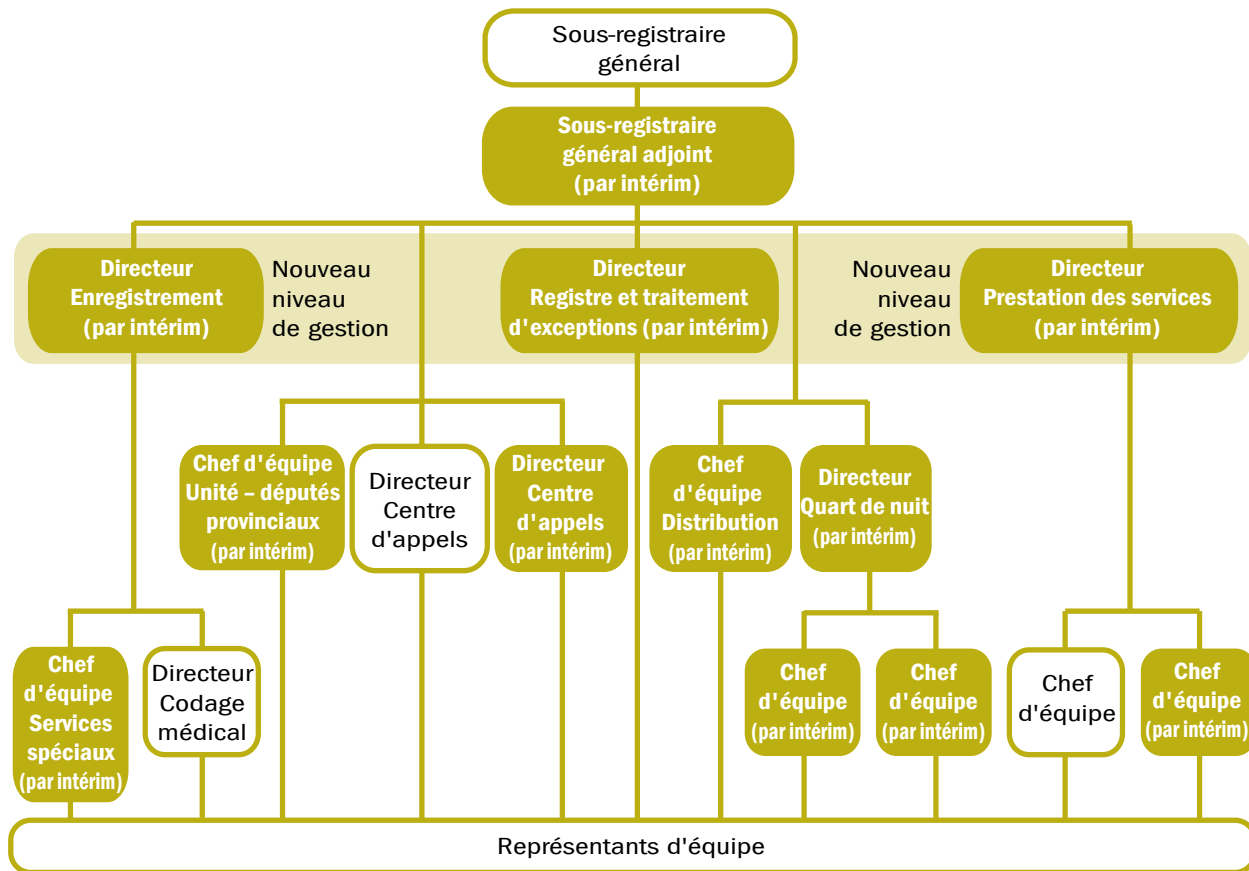 Sous-registraire
général
Sous-registraire
général adjoint
(par intérim)
Directeur
Enregistrement
(par intérim)
Nouveau
niveau
de gestion
Directeur
Registre et traitement
d'exceptions (par intérim)
Nouveau
niveau
de gestion
Directeur
Prestation des services
(par intérim)
Chef d'équipe
Unité – députés
provinciaux
(par intérim)
Directeur
Centre
d'appels
Directeur
Centre
d'appels
(par intérim)
Chef
d'équipe
Distribution
(par intérim)
Directeur
Quart de nuit
(par intérim)
Chef
d'équipe
Services
spéciaux
(par intérim)
Directeur
Codage
médical
Chef
d'équipe
(par intérim)
Chef
d'équipe
(par intérim)
Chef
d'équipe
Chef
d'équipe
(par intérim)
Représentants d'équipe